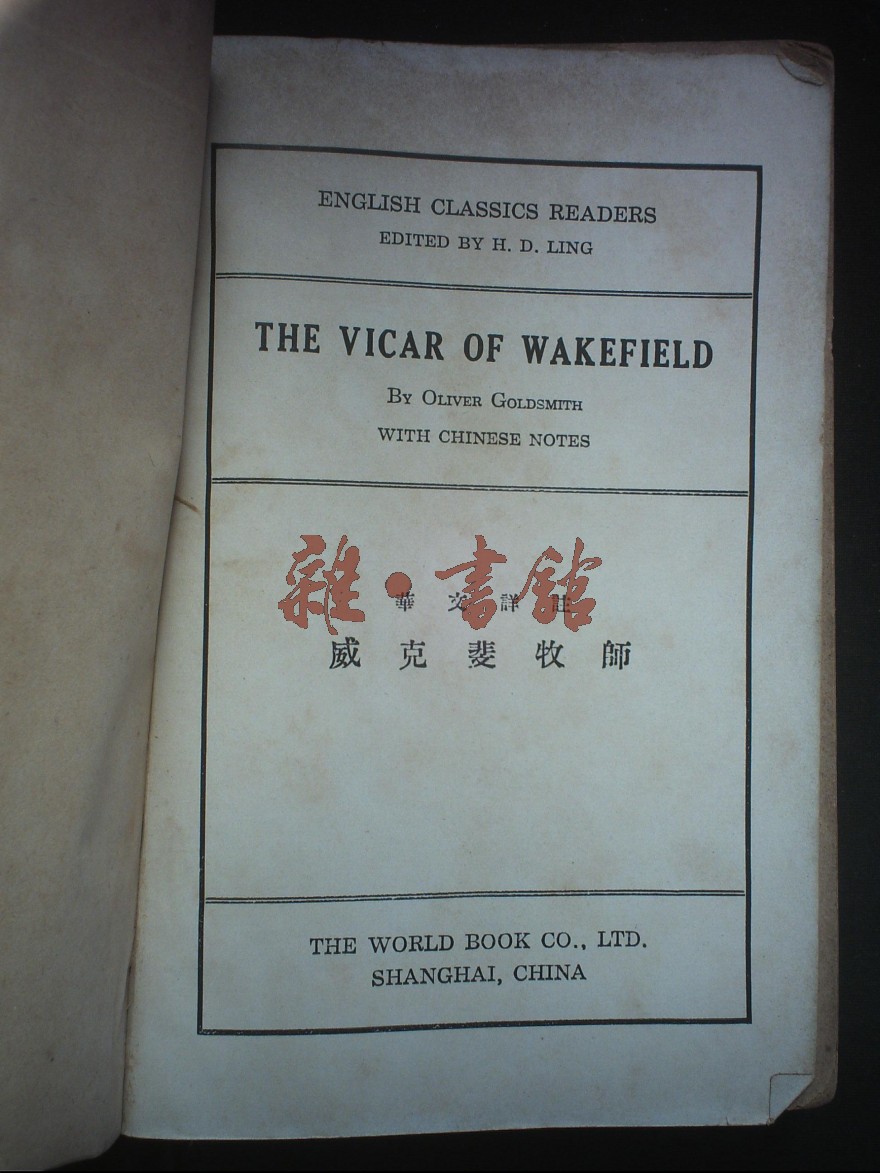 ENGLISH CLASSICS READERS
EDITED BY H. D. LING
THE VICAR OF WAKEFIELD
By Oliver Goldsmith
WITH CHINESE NOTES
雜·書館
華文詳註
威克斐牧師
THE WORLD BOOK CO., LTD.
SHANGHAI, CHINA